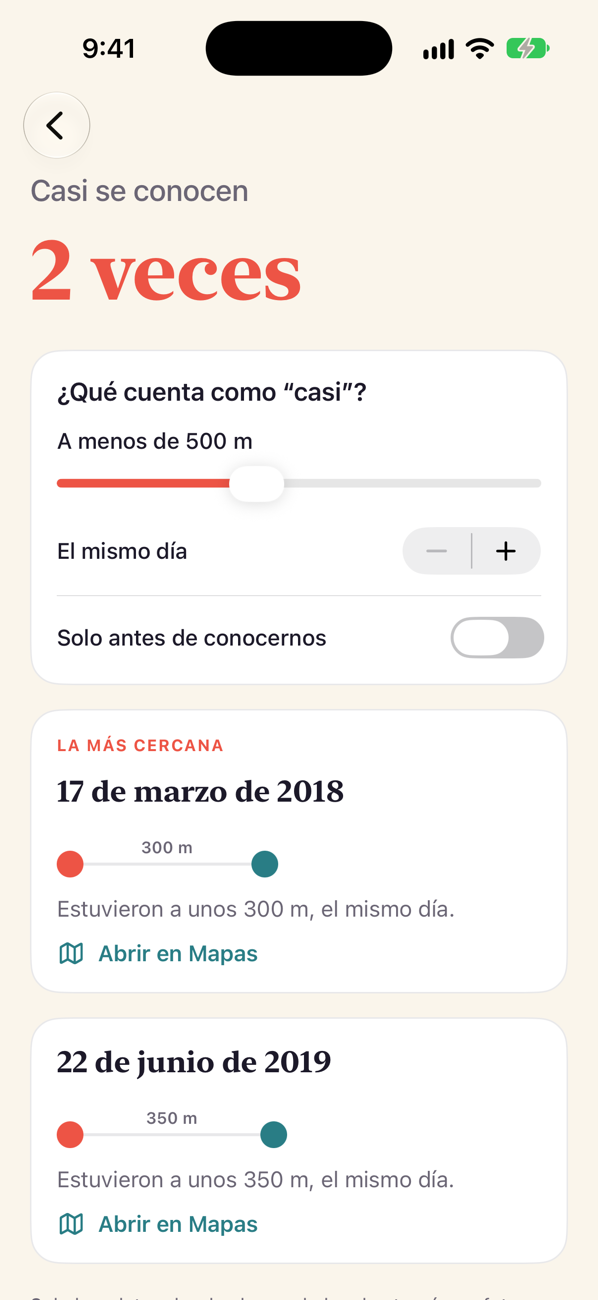 9:41
Casi se conocen
2 veces
¿Qué cuenta como “casi”?
A menos de 500 m
El mismo día
Solo antes de conocernos
LA MÁS CERCANA
17 de marzo de 2018
300 m
Estuvieron a unos 300 m, el mismo día.
Abrir en Mapas
22 de junio de 2019
350 m
Estuvieron a unos 350 m, el mismo día.
Abrir en Mapas